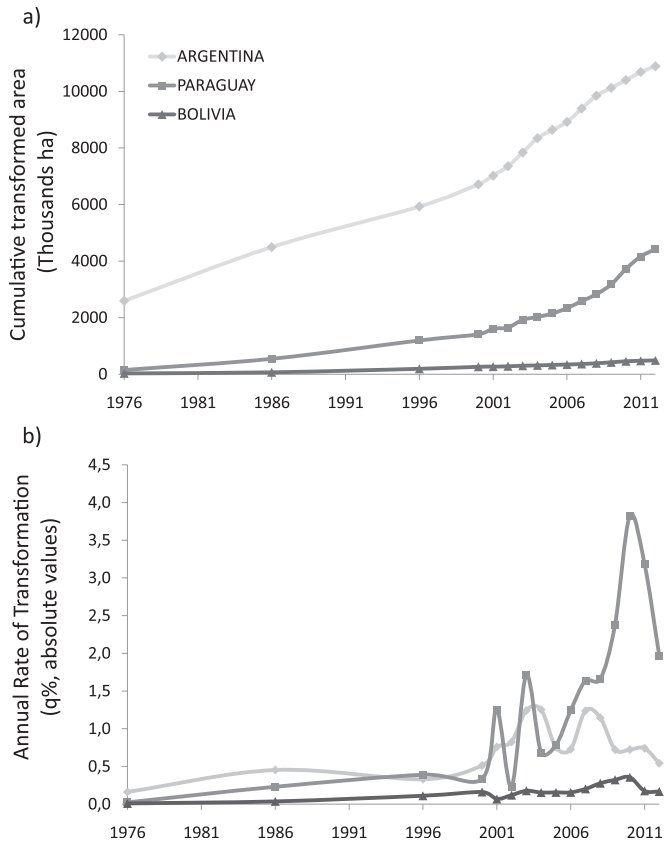 a)
12000
10000
8000
6000
4000
2000
0
Cumulative transformed area
(Thousands ha)
ARGENTINA
PARAGUAY
BOLIVIA
1976 1981 1986 1991 1996 2001 2006 2011
b)
4,5
4,0
3,5
3,0
2,5
2,0
1,5
1,0
0,5
0,0
Annual Rate of Transformation
(q%, absolute values)
1976 1981 1986 1991 1996 2001 2006 2011